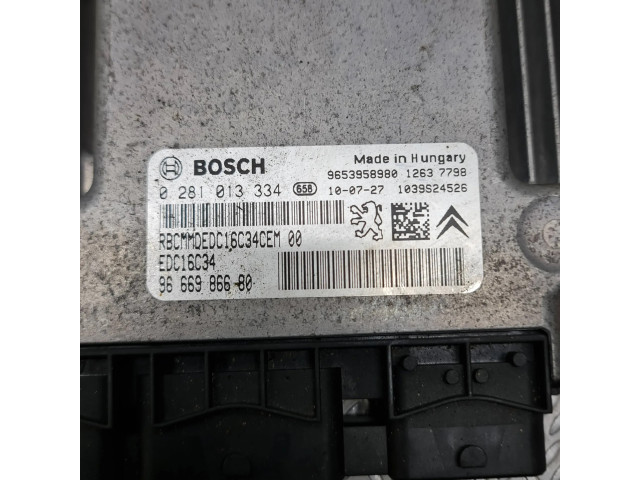 BOSCH Made in Hungary
9653958980 1263 7798
0 281 013 334 658 10-07-27 1039S24526
RBCMMDEDC16C34CEM 00
EDC16C34
96 669 866 80